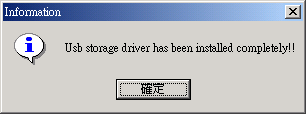 Information
Usb storage driver has been installed completely!!
確定